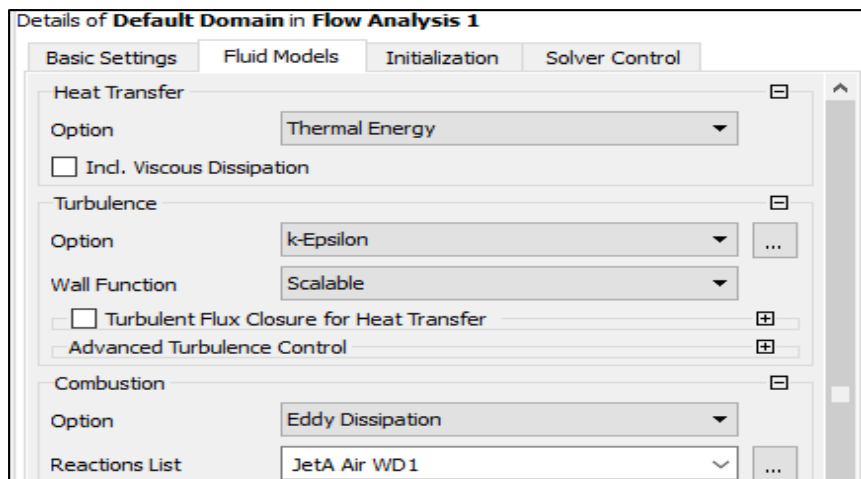 Details of Default Domain in Flow Analysis 1
Basic Settings Fluid Models Initialization Solver Control
Heat Transfer
Option Thermal Energy
Incl. Viscous Dissipation
Turbulence
Option k-Epsilon ...
Wall Function Scalable
Turbulent Flux Closure for Heat Transfer
Advanced Turbulence Control
Combustion
Option Eddy Dissipation
Reactions List JetA Air WD1 ...